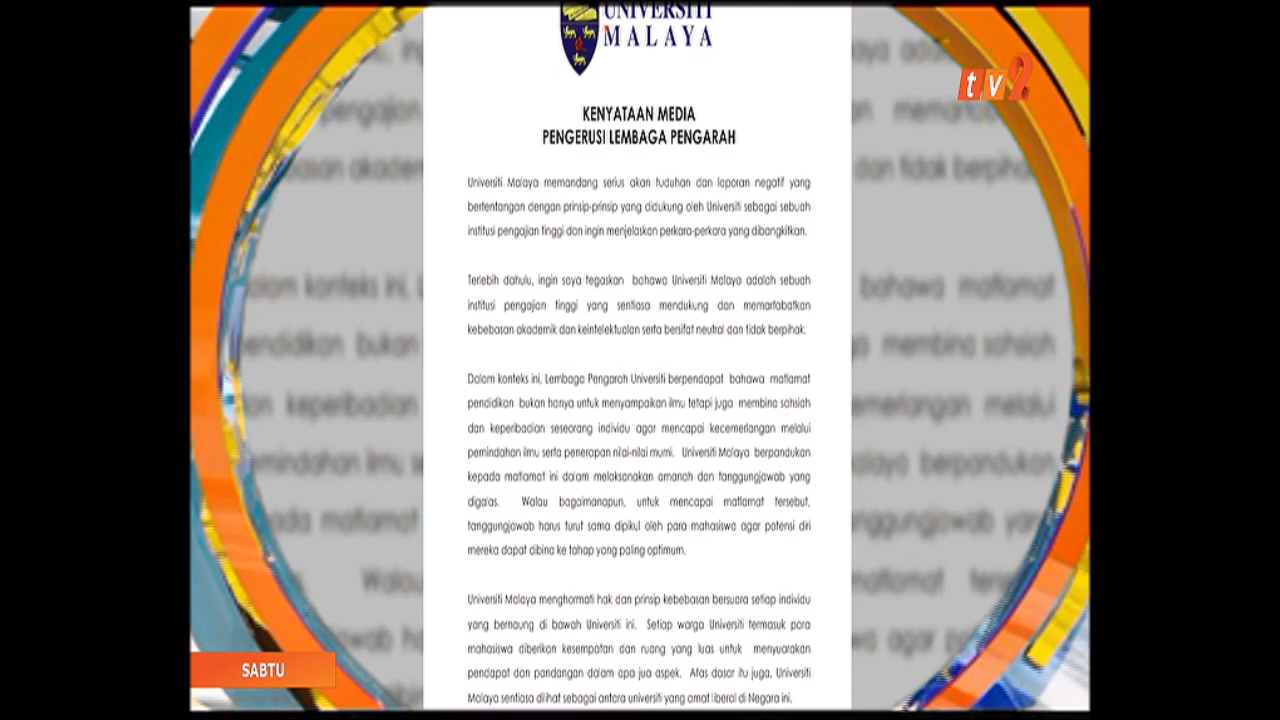 UNIVERSITI
MALAYA
tv2
KENYATAAN MEDIA
PENGERUSI LEMBAGA PENGARAH
Universiti Malaya memandang serius akan tuduhan dan laporan negatif yang
bertentangan dengan prinsip-prinsip yang didukung oleh Universiti sebagai sebuah
institusi pengajian tinggi dan ingin menjelaskan perkara-perkara yang dibangkitkan.
Terlebih dahulu, ingin saya tegaskan bahawa Universiti Malaya adalah sebuah
institusi pengajian tinggi yang sentiasa mendukung dan memartabatkan
kebebasan akademik dan keintelektualan serta bersifat neutral dan tidak berpihak.
Dalam konteks ini, Lembaga Pengarah Universiti berpendapat bahawa matlamat
pendidikan bukan hanya untuk menyampaikan ilmu tetapi juga membina sahsiah
dan keperibadian seseorang individu agar mencapai kecemerlangan melalui
pemindahan ilmu serta penerapan nilai-nilai murni. Universiti Malaya berpandukan
kepada matlamat ini dalam melaksanakan amanah dan tanggungjawab yang
digalas. Walau bagaimanapun, untuk mencapai matlamat tersebut,
tanggungjawab harus turut sama dipikul oleh para mahasiswa agar potensi diri
mereka dapat dibina ke tahap yang paling optimum.
Universiti Malaya menghormati hak dan prinsip kebebasan bersuara setiap individu
yang bernaung di bawah Universiti ini. Setiap warga Universiti termasuk para
mahasiswa diberikan kesempatan dan ruang yang luas untuk menyuarakan
pendapat dan pandangan dalam apa jua aspek. Atas dasar itu juga, Universiti
Malaya sentiasa dilihat sebagai antara universiti yang amat liberal di Negara ini.
SABTU